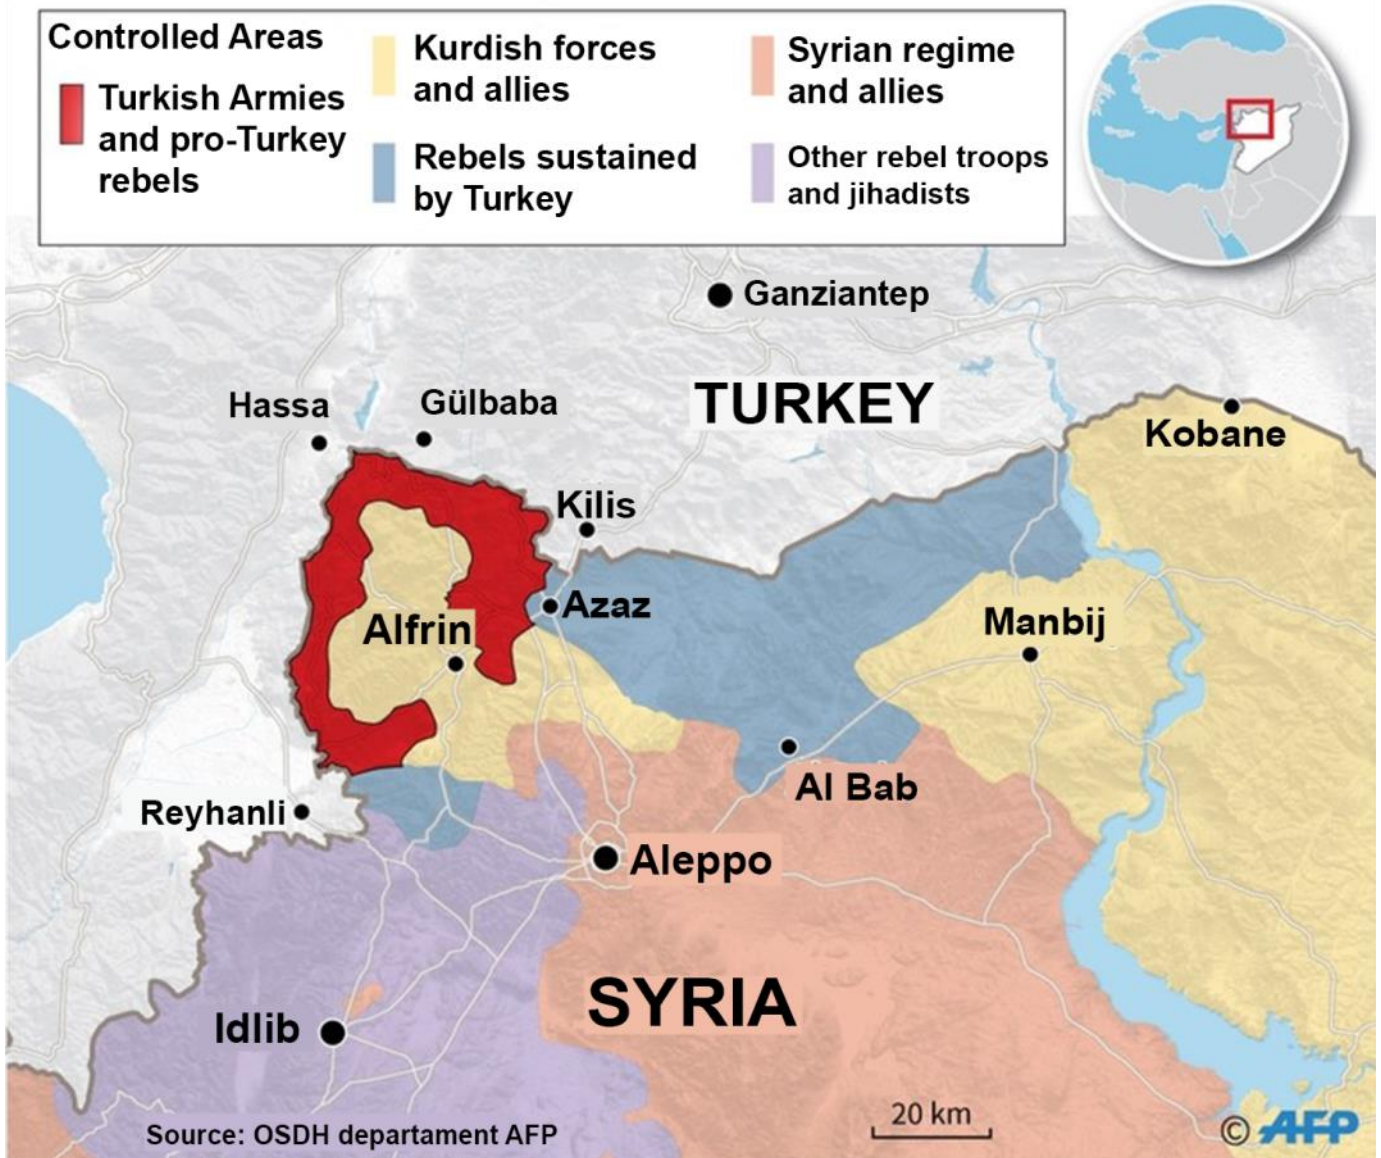 Controlled Areas
Turkish Armies
and pro-Turkey
rebels
Kurdish forces
and allies
Rebels sustained
by Turkey
Syrian regime
and allies
Other rebel troops
and jihadists
Ganziantep
TURKEY
Hassa
Gülbaba
Kobane
Kilis
Azaz
Alfrin
Manbij
Al Bab
Reyhanli
Aleppo
SYRIA
Idlib
20 km
Source: OSDH departament AFP
© AFP